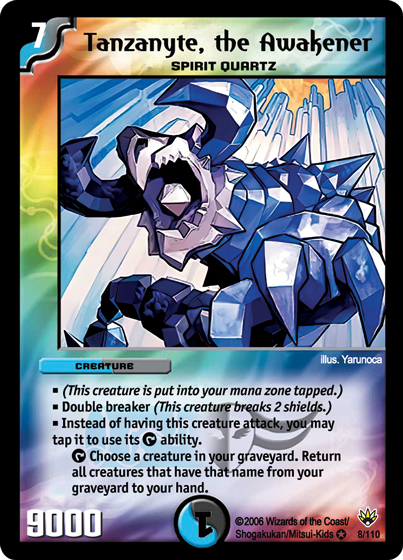 7
Tanzanyte, the Awakener
SPIRIT QUARTZ
illus. Yarunoca
CREATURE
▪ (This creature is put into your mana zone tapped.)
▪ Double breaker (This creature breaks 2 shields.)
▪ Instead of having this creature attack, you may
tap it to use its ability.
Choose a creature in your graveyard. Return
all creatures that have that name from your
graveyard to your hand.
9000
1
©2006 Wizards of the Coast/
Shogakukan/Mitsui-Kids ✪ 8/110